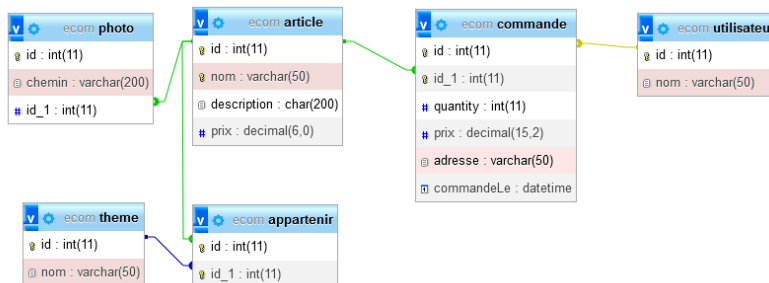 v ecom photo
id : int(11)
chemin : varchar(200)
# id_1 : int(11)
v ecom article
id : int(11)
nom : varchar(50)
description : char(200)
# prix : decimal(6,0)
v ecom commande
id : int(11)
id_1 : int(11)
# quantity : int(11)
# prix : decimal(15,2)
adresse : varchar(50)
commandeLe : datetime
v ecom utilisateur
id : int(11)
nom : varchar(50)
v ecom theme
id : int(11)
nom : varchar(50)
v ecom appartenir
id : int(11)
id_1 : int(11)